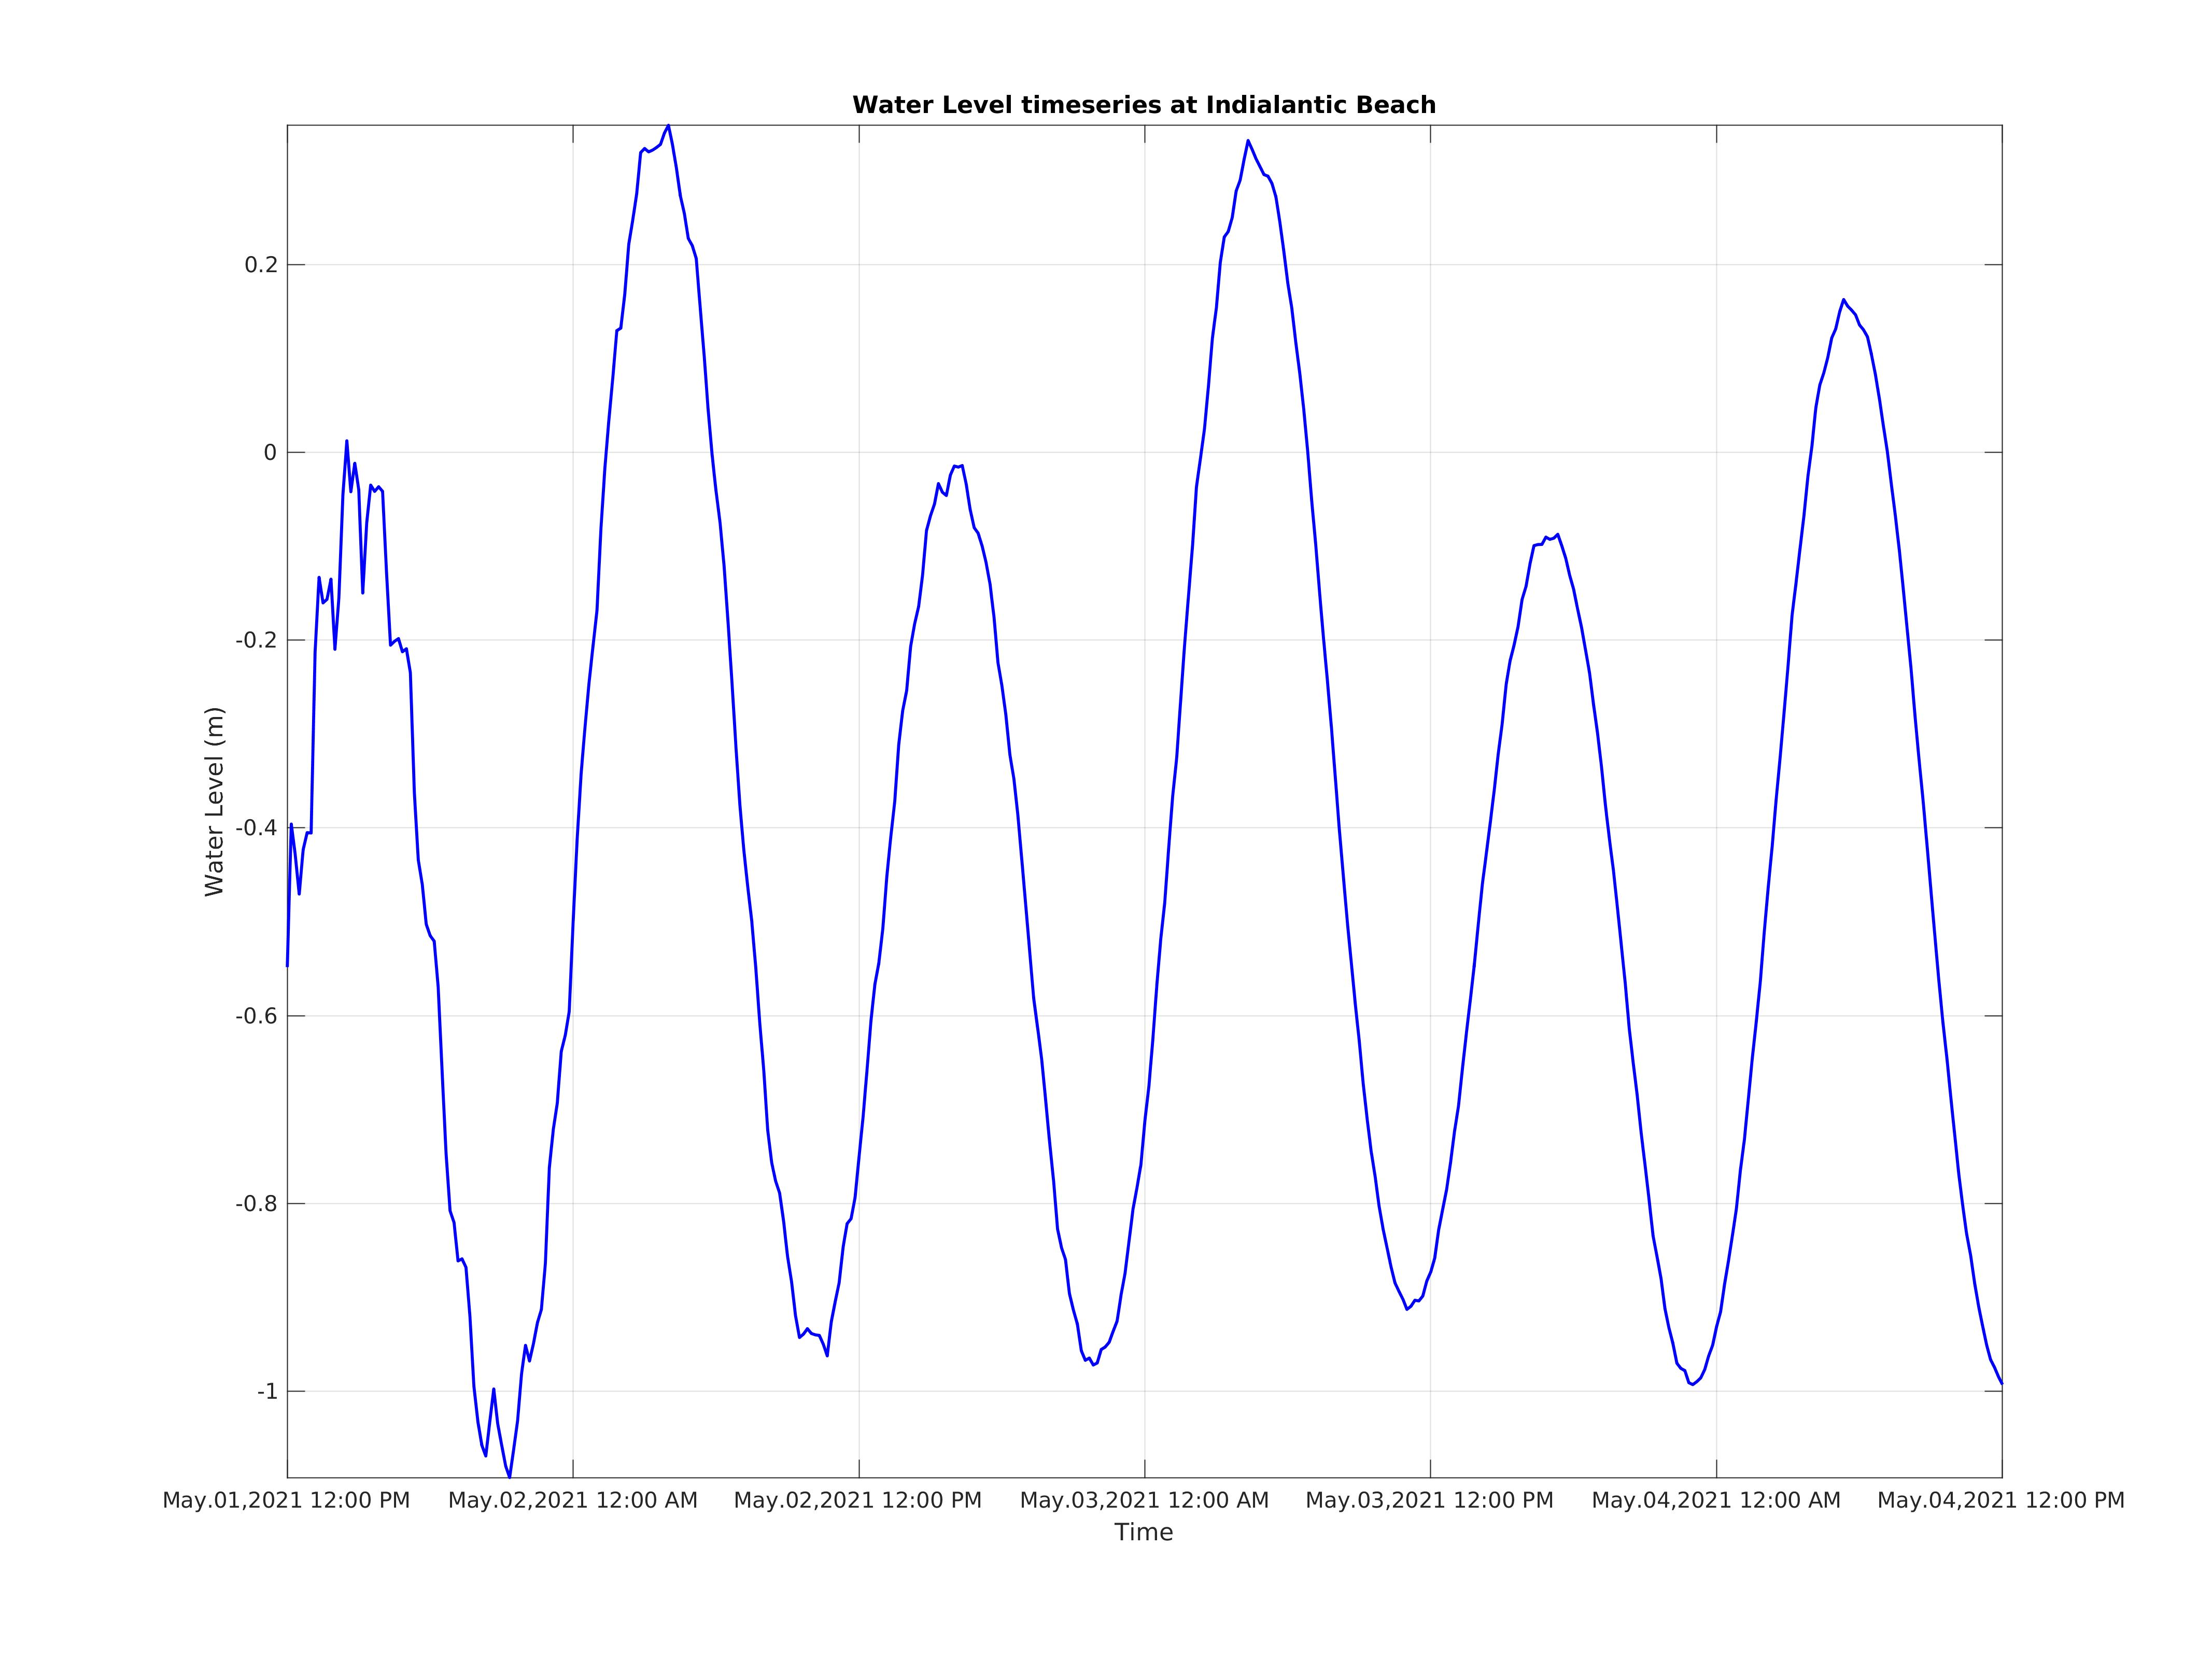 Water Level timeseries at Indialantic Beach
0.2
0
-0.2
-0.4
-0.6
-0.8
-1
Water Level (m)
May.01,2021 12:00 PM
May.02,2021 12:00 AM
May.02,2021 12:00 PM
May.03,2021 12:00 AM
May.03,2021 12:00 PM
May.04,2021 12:00 AM
May.04,2021 12:00 PM
Time